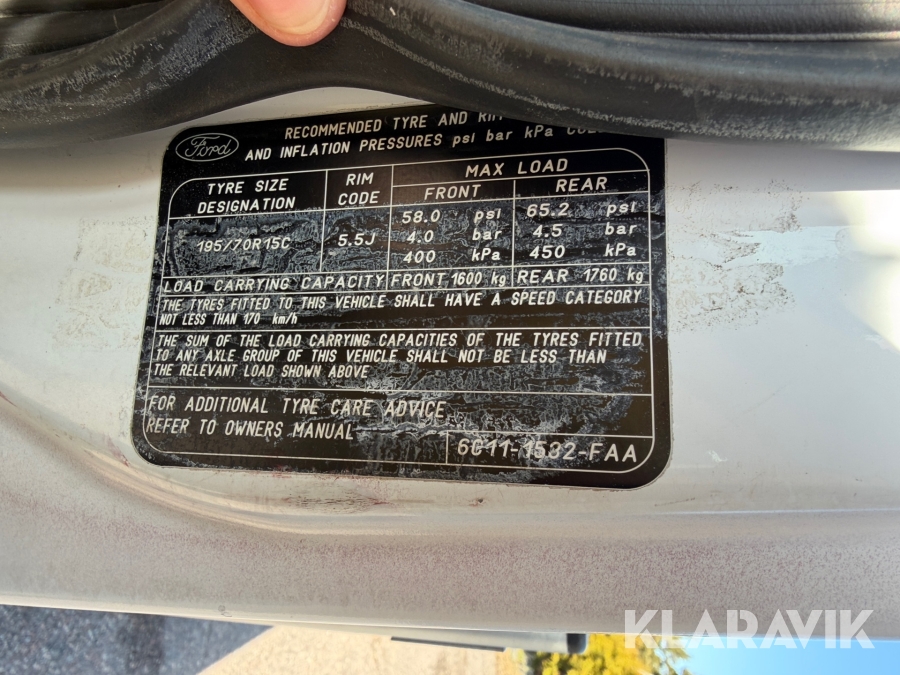 Ford
RECOMMENDED TYRE AND RIM
AND INFLATION PRESSURES psi bar kPa
MAX LOAD
TYRE SIZE DESIGNATION
RIM CODE
FRONT
REAR
195/70R15C
5.5J
58.0 psi
4.0 bar
400 kPa
65.2 psi
4.5 bar
450 kPa
LOAD CARRYING CAPACITY FRONT 1600 kg REAR 1760 kg
THE TYRES FITTED TO THIS VEHICLE SHALL HAVE A SPEED CATEGORY
NOT LESS THAN 170 km/h
THE SUM OF THE LOAD CARRYING CAPACITIES OF THE TYRES FITTED
TO ANY AXLE GROUP OF THIS VEHICLE SHALL NOT BE LESS THAN
THE RELEVANT LOAD SHOWN ABOVE
FOR ADDITIONAL TYRE CARE ADVICE
REFER TO OWNERS MANUAL
6C11-1532-FAA
KLARAVIK